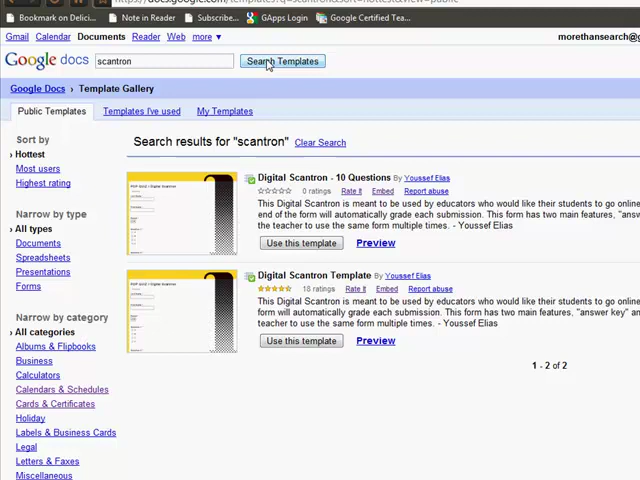 Bookmark on Delici... Note in Reader Subscribe... GApps Login Google Certified Tea...
Gmail Calendar Documents Reader Web more ▾ morethansearch@g
Google docs scantron Search Templates
Google Docs › Template Gallery
Public Templates Templates I've used My Templates
Sort by
› Hottest
Most users
Highest rating
Narrow by type
› All types
Documents
Spreadsheets
Presentations
Forms
Narrow by category
› All categories
Albums & Flipbooks
Business
Calculators
Calendars & Schedules
Cards & Certificates
Holiday
Labels & Business Cards
Legal
Letters & Faxes
Miscellaneous
Search results for "scantron" Clear Search
Digital Scantron - 10 Questions By Youssef Elias
0 ratings Rate it Embed Report abuse
This Digital Scantron is meant to be used by educators who would like their students to go online
end of the form will automatically grade each submission. This form has two main features, "answe
the teacher to use the same form multiple times. - Youssef Elias
Use this template Preview
Digital Scantron Template By Youssef Elias
18 ratings Rate it Embed Report abuse
This Digital Scantron is meant to be used by educators who would like their students to go online
form will automatically grade each submission. This form has two main features, "answer key" an
teacher to use the same form multiple times. - Youssef Elias
Use this template Preview
1 - 2 of 2